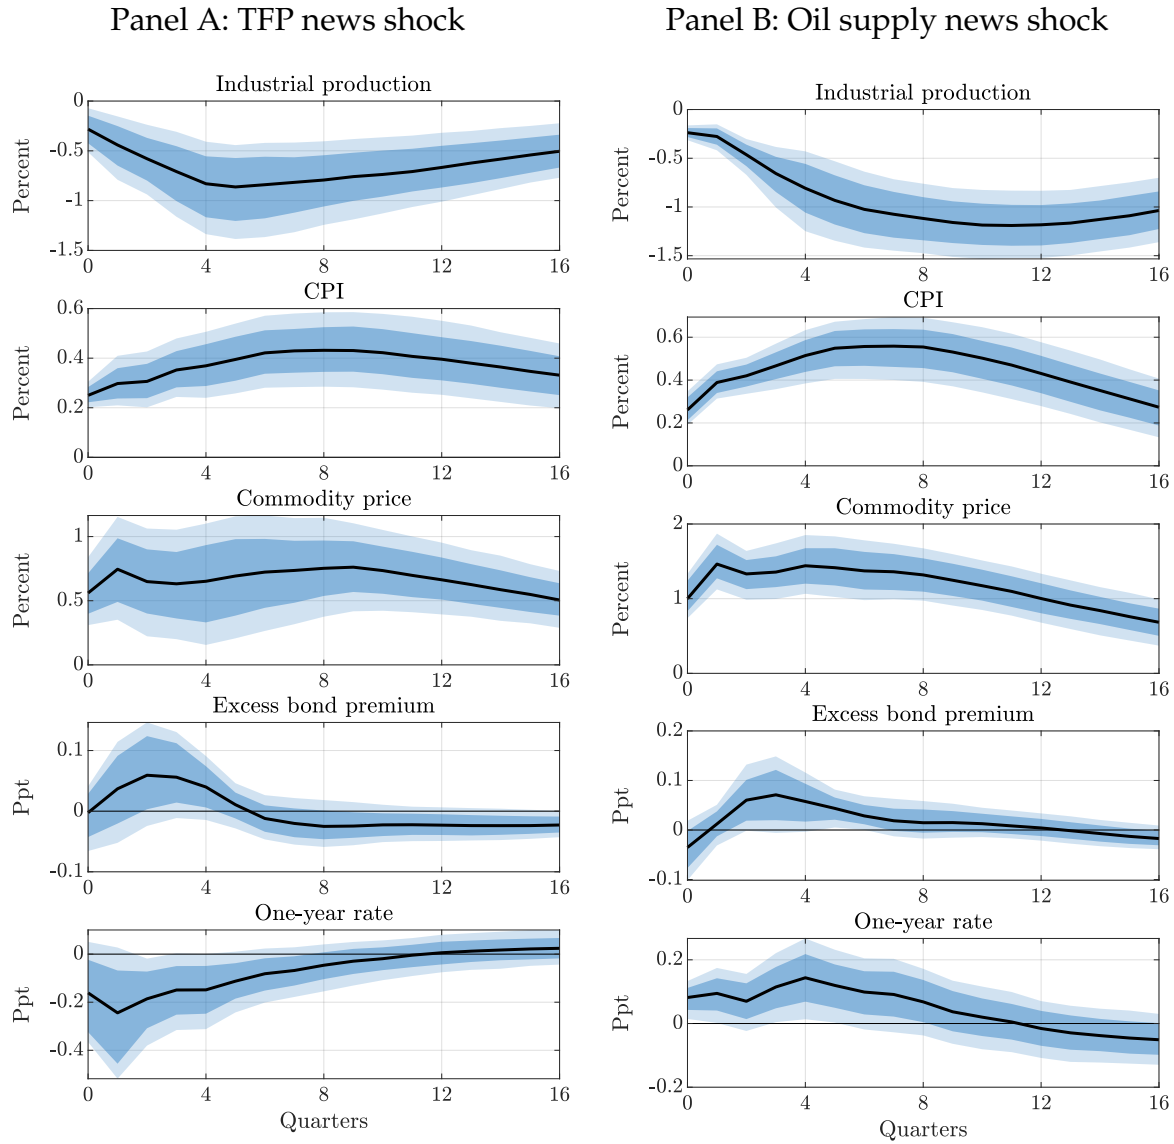 Panel A: TFP news shock
Industrial production
0
-0.5
-1
-1.5
Percent
0 4 8 12 16
CPI
0.6
0.4
0.2
0
Percent
0 4 8 12 16
Commodity price
1
0.5
0
Percent
0 4 8 12 16
Excess bond premium
0.1
0
-0.1
Ppt
0 4 8 12 16
One-year rate
0
-0.2
-0.4
Ppt
0 4 8 12 16
Quarters
Panel B: Oil supply news shock
Industrial production
0
-0.5
-1
-1.5
Percent
0 4 8 12 16
CPI
0.6
0.4
0.2
0
Percent
0 4 8 12 16
Commodity price
2
1
0
Percent
0 4 8 12 16
Excess bond premium
0.2
0.1
0
-0.1
Ppt
0 4 8 12 16
One-year rate
0.2
0
-0.2
Ppt
0 4 8 12 16
Quarters